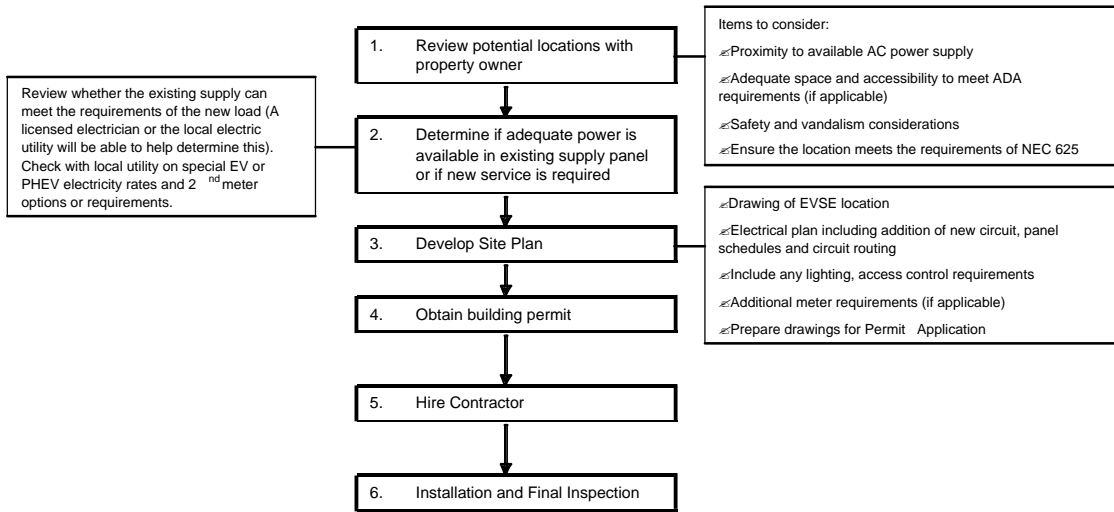 1. Review potential locations with
property owner
Items to consider:
Proximity to available AC power supply
Adequate space and accessibility to meet ADA
requirements (if applicable)
Safety and vandalism considerations
Ensure the location meets the requirements of NEC 625
Review whether the existing supply can
meet the requirements of the new load (A
licensed electrician or the local electric
utility will be able to help determine this).
Check with local utility on special EV or
PHEV electricity rates and 2 nd meter
options or requirements.
2. Determine if adequate power is
available in existing supply panel
or if new service is required
3. Develop Site Plan
Drawing of EVSE location
Electrical plan including addition of new circuit, panel
schedules and circuit routing
Include any lighting, access control requirements
Additional meter requirements (if applicable)
Prepare drawings for Permit Application
4. Obtain building permit
5. Hire Contractor
6. Installation and Final Inspection